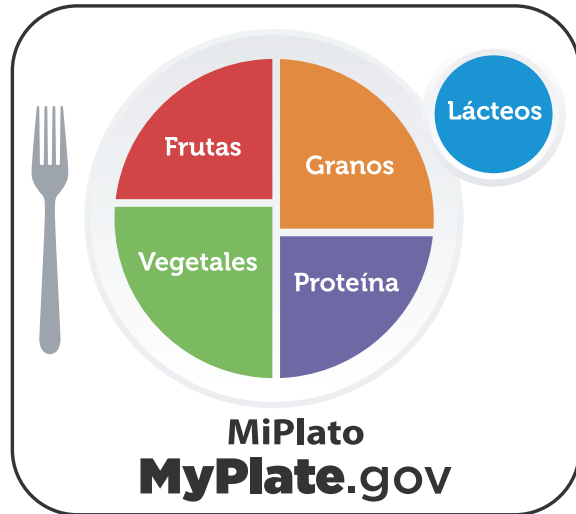 Lácteos
Frutas
Granos
Vegetales
Proteína
MiPlato
MyPlate.gov